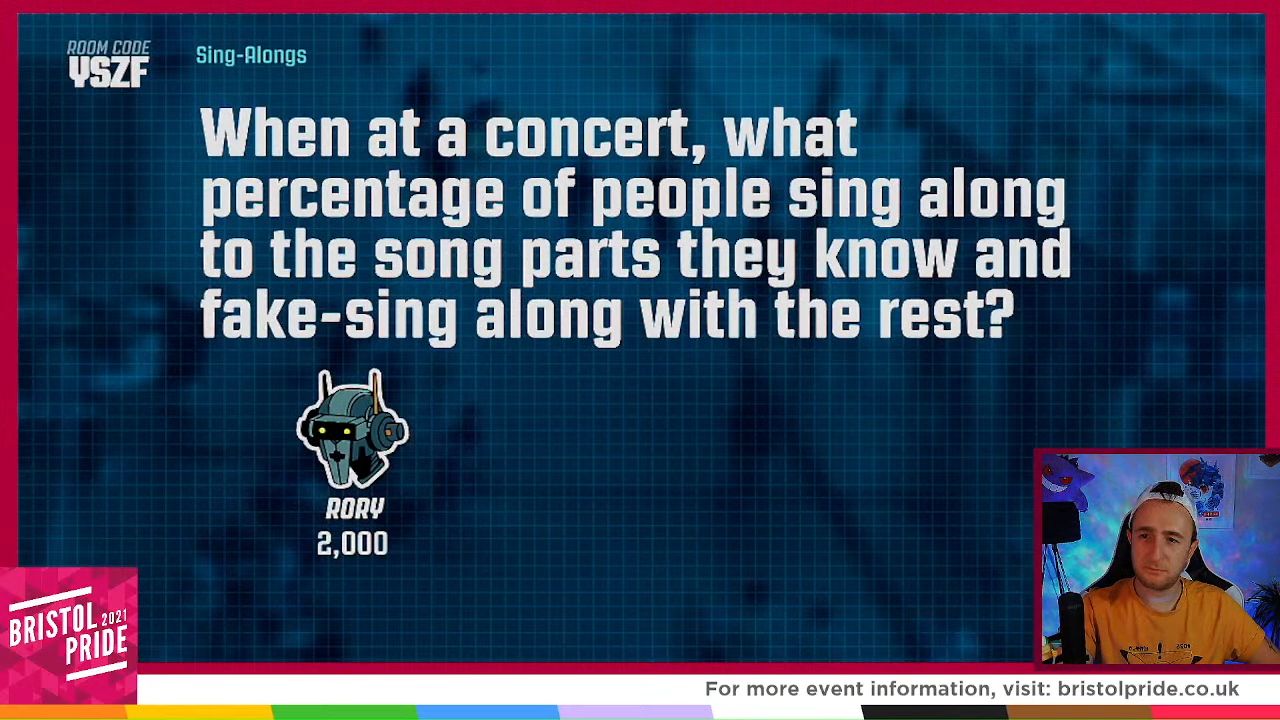 ROOM CODE
YSZF
Sing-Alongs
When at a concert, what
percentage of people sing along
to the song parts they know and
fake-sing along with the rest?
RORY
2,000
BRISTOL 2021
PRIDE
For more event information, visit: bristolpride.co.uk